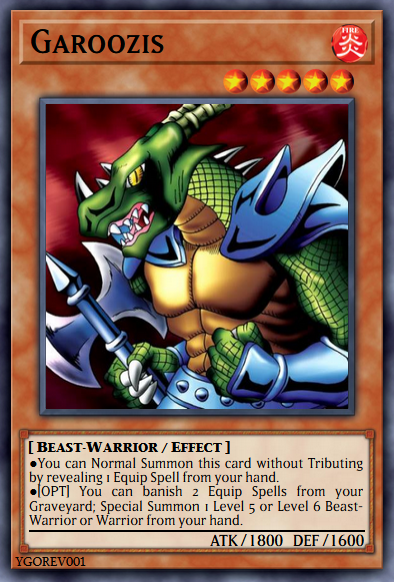 Garoozis
FIRE
炎
[ Beast-Warrior / Effect ]
●You can Normal Summon this card without Tributing
by revealing 1 Equip Spell from your hand.
●[OPT] You can banish 2 Equip Spells from your
Graveyard; Special Summon 1 Level 5 or Level 6 Beast-
Warrior or Warrior from your hand.
ATK / 1800 DEF / 1600
YGOREV001